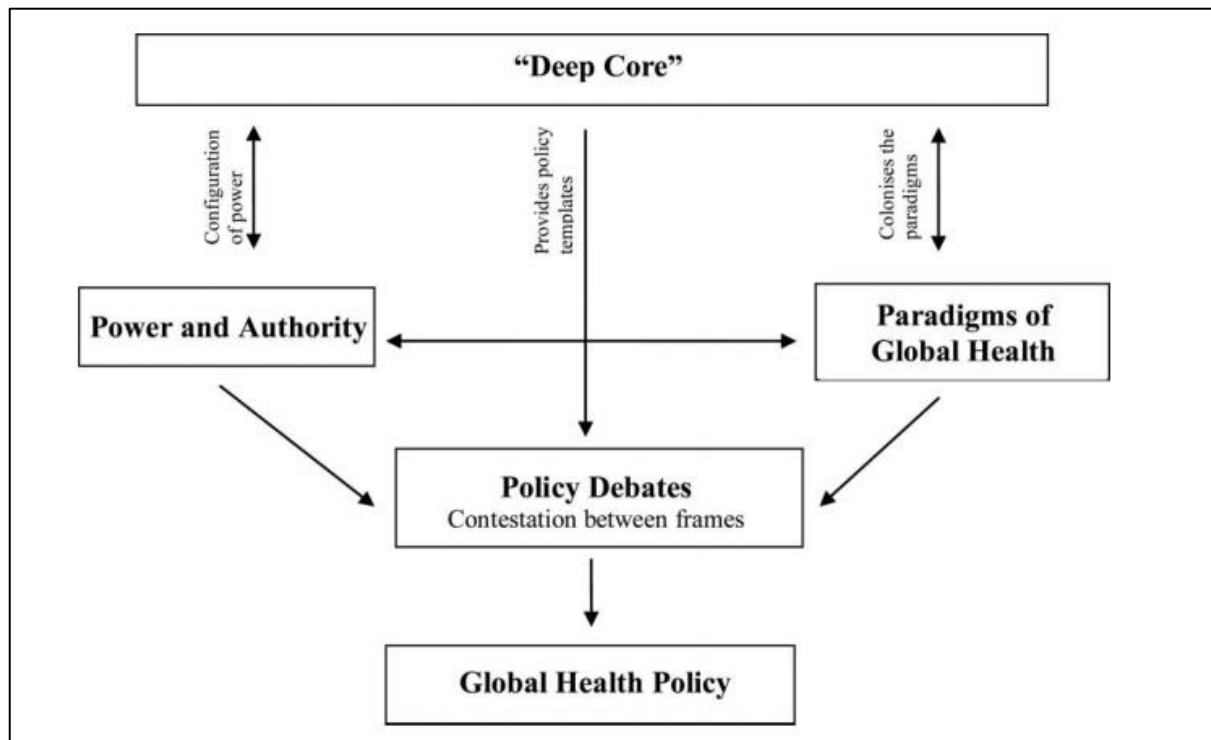 “Deep Core”
Configuration
of power
Provides policy
templates
Colonises the
paradigms
Power and Authority
Paradigms of
Global Health
Policy Debates
Contestation between frames
Global Health Policy